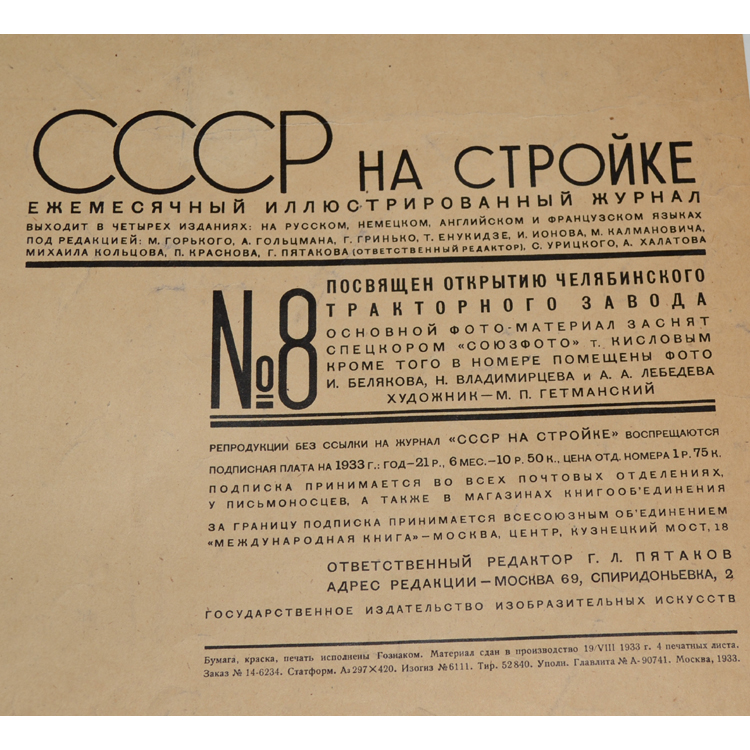 СССР НА СТРОЙКЕ
ЕЖЕМЕСЯЧНЫЙ ИЛЛЮСТРИРОВАННЫЙ ЖУРНАЛ
ВЫХОДИТ В ЧЕТЫРЕХ ИЗДАНИЯХ: НА РУССКОМ, НЕМЕЦКОМ, АНГЛИЙСКОМ И ФРАНЦУЗСКОМ ЯЗЫКАХ
ПОД РЕДАКЦИЕЙ: М. ГОРЬКОГО, А. ГОЛЬЦМАНА, Г. ГРИНЬКО, Т. ЕНУКИДЗЕ, И. ИОНОВА, М. КАЛМАНОВИЧА,
МИХАИЛА КОЛЬЦОВА, П. КРАСНОВА, Г. ПЯТАКОВА (ОТВЕТСТВЕННЫЙ РЕДАКТОР), С. УРИЦКОГО, А. ХАЛАТОВА
№8
ПОСВЯЩЕН ОТКРЫТИЮ ЧЕЛЯБИНСКОГО
ТРАКТОРНОГО ЗАВОДА
ОСНОВНОЙ ФОТО-МАТЕРИАЛ ЗАСНЯТ
СПЕЦКОРОМ «СОЮЗФОТО» т. КИСЛОВЫМ
КРОМЕ ТОГО В НОМЕРЕ ПОМЕЩЕНЫ ФОТО
И. БЕЛЯКОВА, Н. ВЛАДИМИРЦЕВА и А. А. ЛЕБЕДЕВА
ХУДОЖНИК — М. П. ГЕТМАНСКИЙ
РЕПРОДУКЦИИ БЕЗ ССЫЛКИ НА ЖУРНАЛ «СССР НА СТРОЙКЕ» ВОСПРЕЩАЮТСЯ
ПОДПИСНАЯ ПЛАТА НА 1933 Г.: ГОД—21 Р., 6 МЕС.—10 Р. 50 К., ЦЕНА ОТД. НОМЕРА 1 Р. 75 К.
ПОДПИСКА ПРИНИМАЕТСЯ ВО ВСЕХ ПОЧТОВЫХ ОТДЕЛЕНИЯХ,
У ПИСЬМОНОСЦЕВ, А ТАКЖЕ В МАГАЗИНАХ КНИГООБ'ЕДИНЕНИЯ
ЗА ГРАНИЦУ ПОДПИСКА ПРИНИМАЕТСЯ ВСЕСОЮЗНЫМ ОБ'ЕДИНЕНИЕМ
«МЕЖДУНАРОДНАЯ КНИГА»—МОСКВА, ЦЕНТР, КУЗНЕЦКИЙ МОСТ, 18
ОТВЕТСТВЕННЫЙ РЕДАКТОР Г. Л. ПЯТАКОВ
АДРЕС РЕДАКЦИИ—МОСКВА 69, СПИРИДОНЬЕВКА, 2
ГОСУДАРСТВЕННОЕ ИЗДАТЕЛЬСТВО ИЗОБРАЗИТЕЛЬНЫХ ИСКУССТВ
Бумага, краска, печать исполнены Гознаком. Материал сдан в производство 19/VIII 1933 г. 4 печатных листа.
Заказ № 14-6234. Статформ. А₃ 297×420. Изогиз № 6111. Тир. 52 840. Уполн. Главлита № А-90741. Москва, 1933.